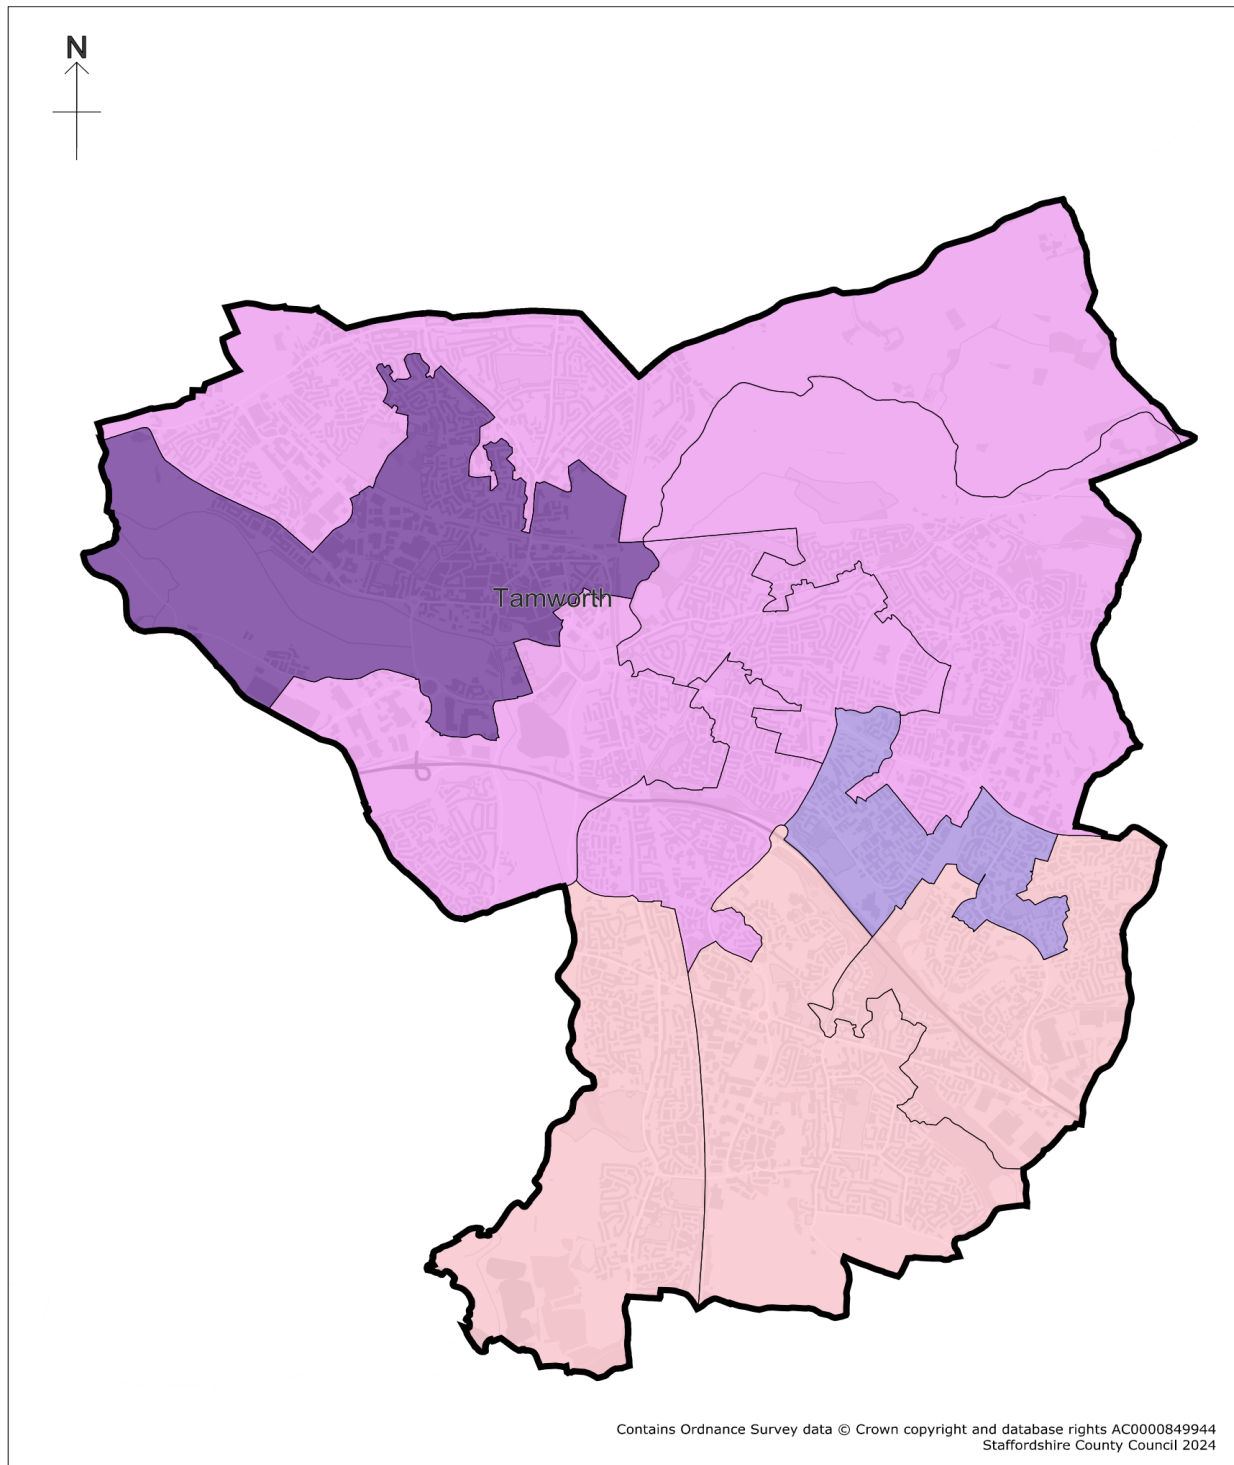 N
Tamworth
Contains Ordnance Survey data © Crown copyright and database rights AC0000849944
Staffordshire County Council 2024